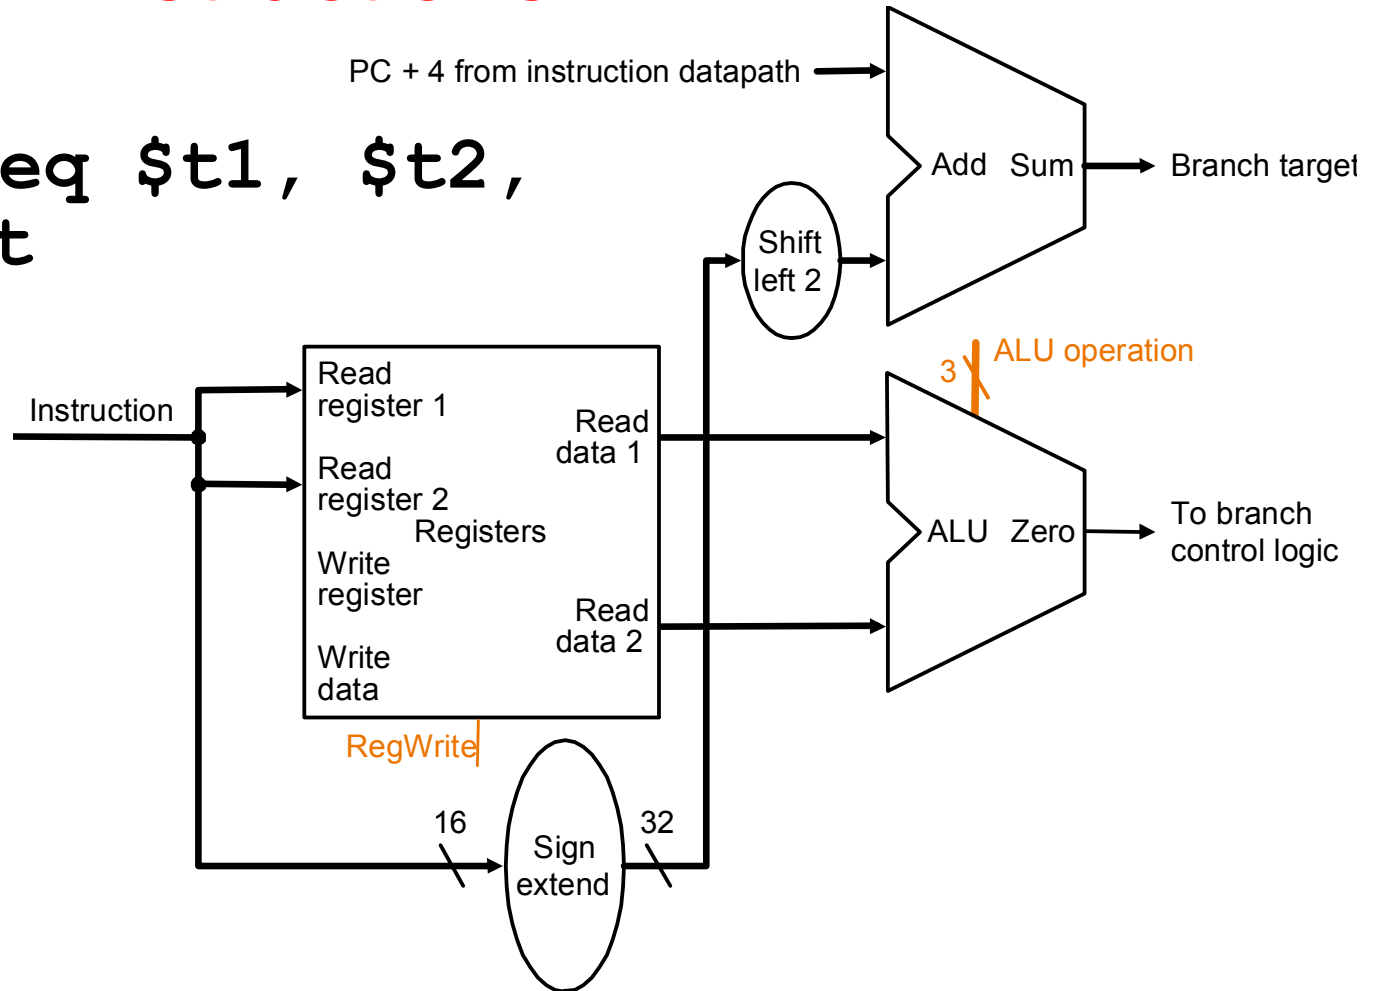 PC + 4 from instruction datapath
eq $t1, $t2,
t
Add Sum
Branch target
Shift
left 2
ALU operation
3
Instruction
Read
register 1
Read
data 1
Read
register 2
Registers
ALU Zero
To branch
control logic
Write
register
Read
data 2
Write
data
RegWrite
16
32
Sign
extend